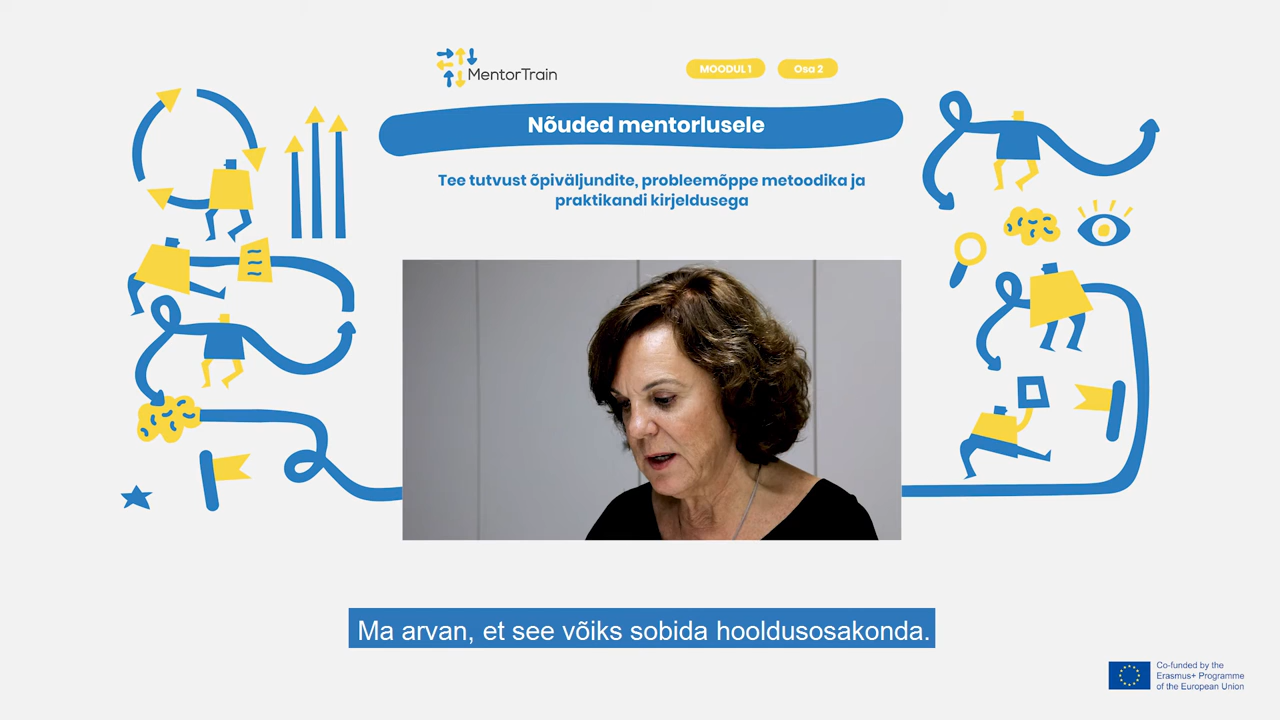 MentorTrain
MOODUL 1
Osa 2
Nõuded mentorlusele
Tee tutvust õpiväljundite, probleemõppe metoodika ja
praktikandi kirjeldusega
Ma arvan, et see võiks sobida hooldusosakonda.
Co-funded by the
Erasmus+ Programme
of the European Union